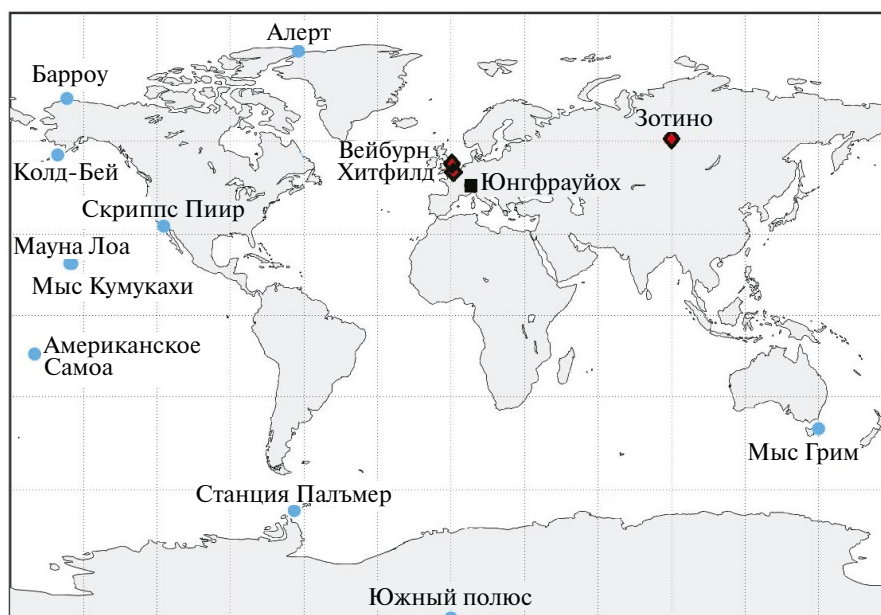 Алерт
Барроу
Зотино
Вейбурн
Колд-Бей
Хитфилд
Юнгфрауйох
Скриппс Пиир
Мауна Лоа
Мыс Кумукахи
Американское
Самоа
Мыс Грим
Станция Палъмер
Южный полюс